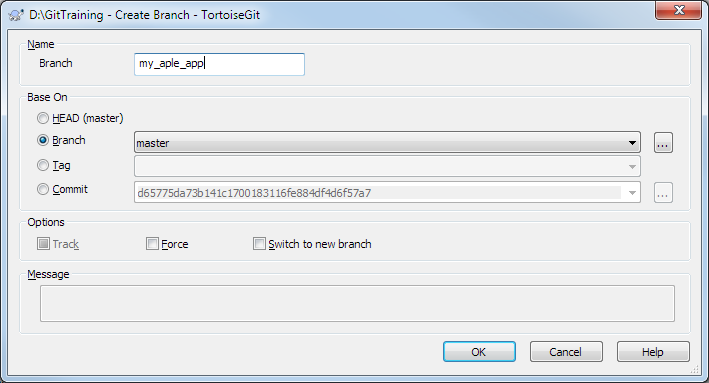 D:\GitTraining - Create Branch - TortoiseGit
Name
Branch my_aple_app
Base On
HEAD (master)
Branch master ...
Tag
Commit d65775da73b141c1700183116fe884df4d6f57a7 ...
Options
Track Force Switch to new branch
Message
OK Cancel Help